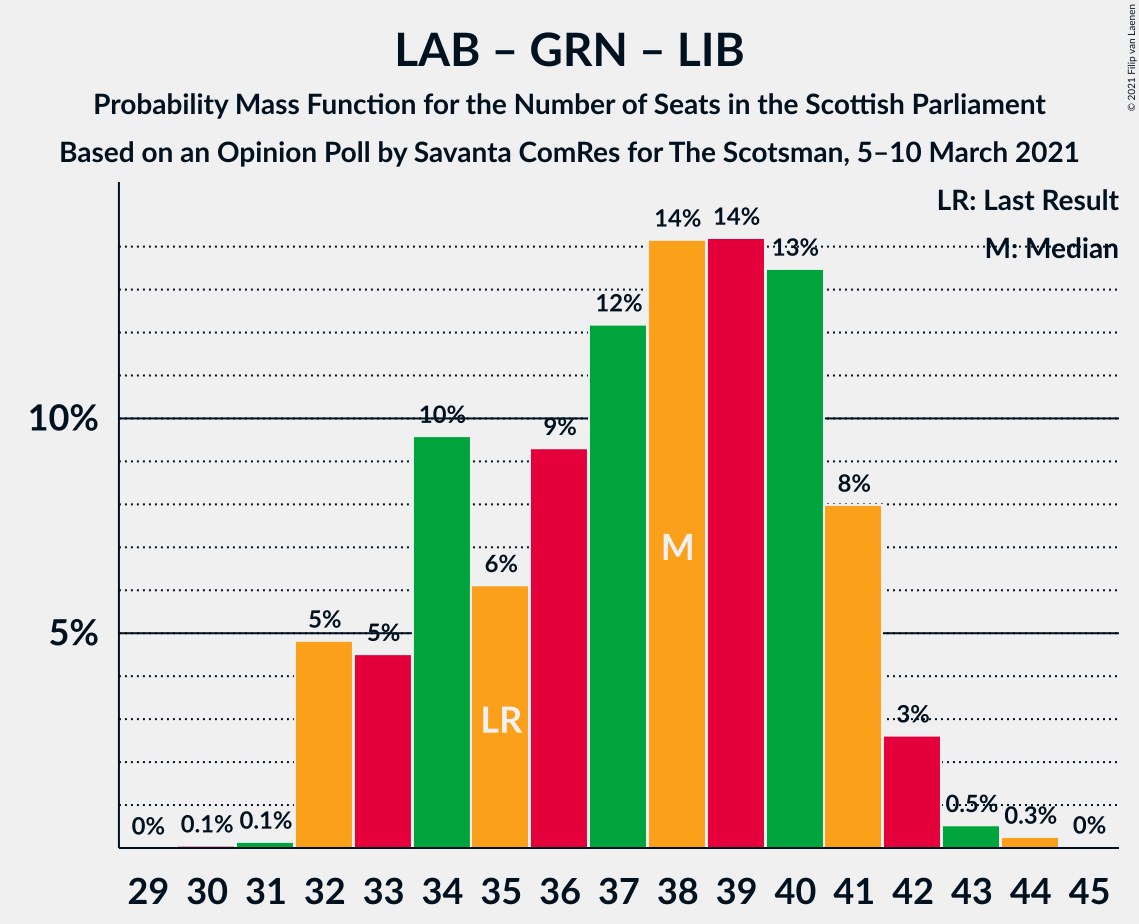 LAB – GRN – LIB
Probability Mass Function for the Number of Seats in the Scottish Parliament
Based on an Opinion Poll by Savanta ComRes for The Scotsman, 5–10 March 2021
© 2021 Filip van Laenen
LR: Last Result
M: Median
10%
5%
0%
0.1%
0.1%
5%
5%
10%
6%
9%
12%
14%
14%
13%
8%
3%
0.5%
0.3%
0%
LR
M
29 30 31 32 33 34 35 36 37 38 39 40 41 42 43 44 45